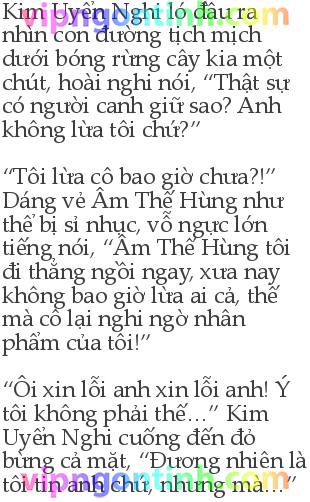 Kim Uyển Nghi ló đầu ra
vipngontinh.com
nhìn con đường tịch mịch
dưới bóng rừng cây kia một
chút, hoài nghi nói, “Thật sự
có người canh giữ sao? Anh
không lừa tôi chứ?”
“Tôi lừa cô bao giờ chưa?!”
Dáng vẻ Âm Thế Hùng như
thể bị sỉ nhục, vỗ ngực lớn
tiếng nói, “Âm Thế Hùng tôi
đi thẳng ngồi ngay, xưa nay
không bao giờ lừa ai cả, thế
mà cô lại nghi ngờ nhân
phẩm của tôi!”
“Ôi xin lỗi anh xin lỗi anh! Ý
tôi không phải thế...” Kim
Uyển Nghi cuống đến đỏ
bừng cả mặt, “Đương nhiên là
tôi tin anh chứ, nhưng mà...”
vipngontinh.com